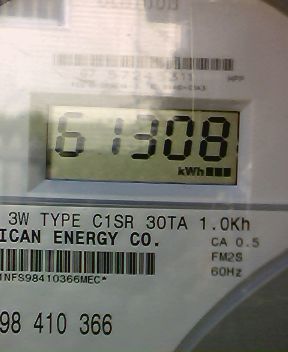 61308
kWh
3W TYPE C1SR 30TA 1.0Kh
ICAN ENERGY CO.
CA 0.5
FM2S
60Hz
1NFS98410366MEC*
98 410 366